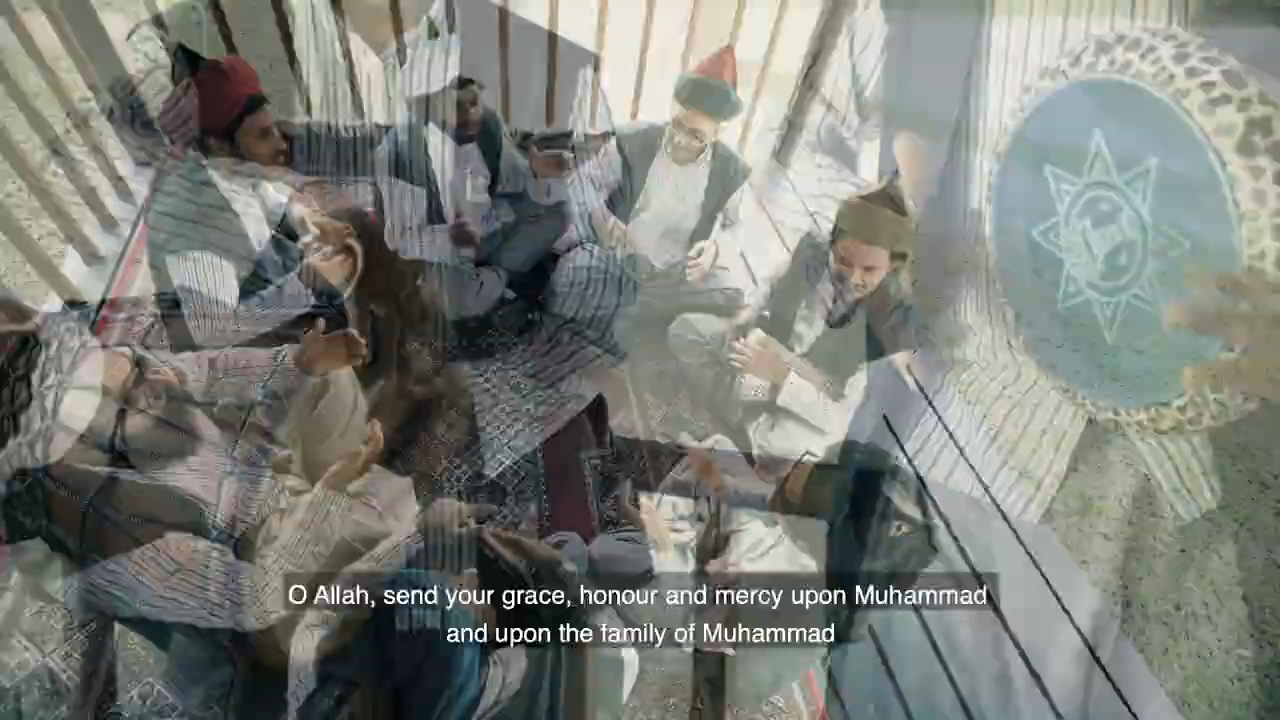 O Allah, send your grace, honour and mercy upon Muhammad
and upon the family of Muhammad